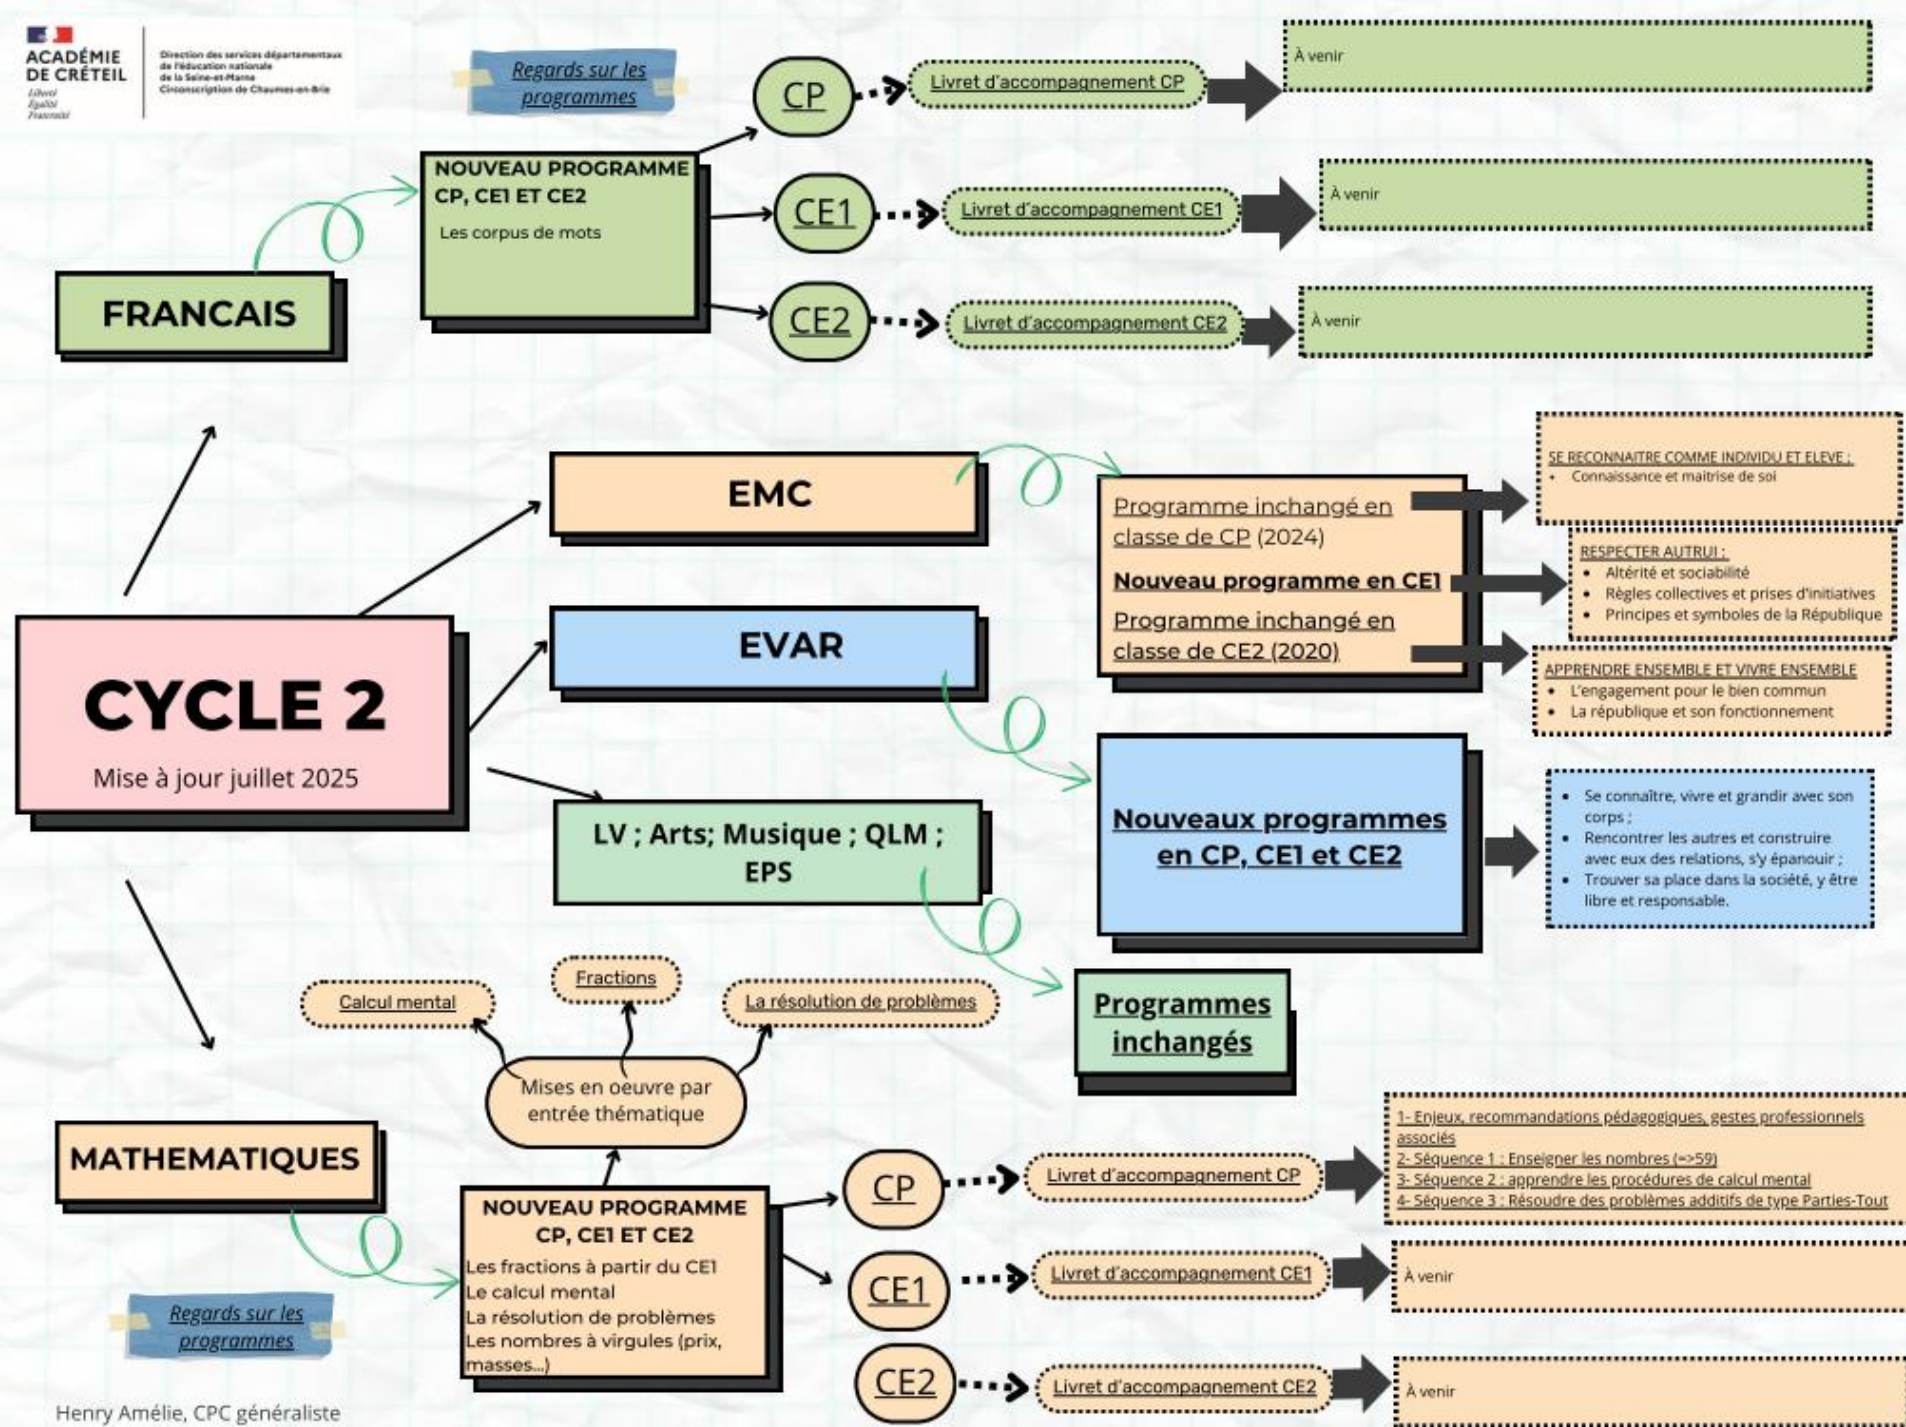 ACADÉMIE
DE CRÉTEIL
Liberté
Égalité
Fraternité
Direction des services départementaux
de l'éducation nationale
de la Seine-et-Marne
Circonscription de Chaumes-en-Brie
Regards sur les
programmes
CP
Livret d'accompagnement CP
À venir
NOUVEAU PROGRAMME
CP, CE1 ET CE2
Les corpus de mots
CE1
Livret d'accompagnement CE1
À venir
CE2
Livret d'accompagnement CE2
À venir
FRANCAIS
EMC
Programme inchangé en
classe de CP (2024)
Nouveau programme en CE1
Programme inchangé en
classe de CE2 (2020)
SE RECONNAITRE COMME INDIVIDU ET ELEVE :
• Connaissance et maitrise de soi
RESPECTER AUTRUI :
• Altérité et sociabilité
• Règles collectives et prises d'initiatives
• Principes et symboles de la République
APPRENDRE ENSEMBLE ET VIVRE ENSEMBLE
• L'engagement pour le bien commun
• La république et son fonctionnement
EVAR
CYCLE 2
Mise à jour juillet 2025
Nouveaux programmes
en CP, CE1 et CE2
• Se connaître, vivre et grandir avec son
corps ;
• Rencontrer les autres et construire
avec eux des relations, s'y épanouir ;
• Trouver sa place dans la société, y être
libre et responsable.
LV ; Arts; Musique ; QLM ;
EPS
Programmes
inchangés
Calcul mental
Fractions
La résolution de problèmes
Mises en oeuvre par
entrée thématique
MATHEMATIQUES
NOUVEAU PROGRAMME
CP, CE1 ET CE2
Les fractions à partir du CE1
Le calcul mental
La résolution de problèmes
Les nombres à virgules (prix,
masses...)
CP
Livret d'accompagnement CP
1- Enjeux, recommandations pédagogiques, gestes professionnels
associés
2- Séquence 1 : Enseigner les nombres (=>59)
3- Séquence 2 : apprendre les procédures de calcul mental
4- Séquence 3 : Résoudre des problèmes additifs de type Parties-Tout
CE1
Livret d'accompagnement CE1
À venir
CE2
Livret d'accompagnement CE2
À venir
Regards sur les
programmes
Henry Amélie, CPC généraliste